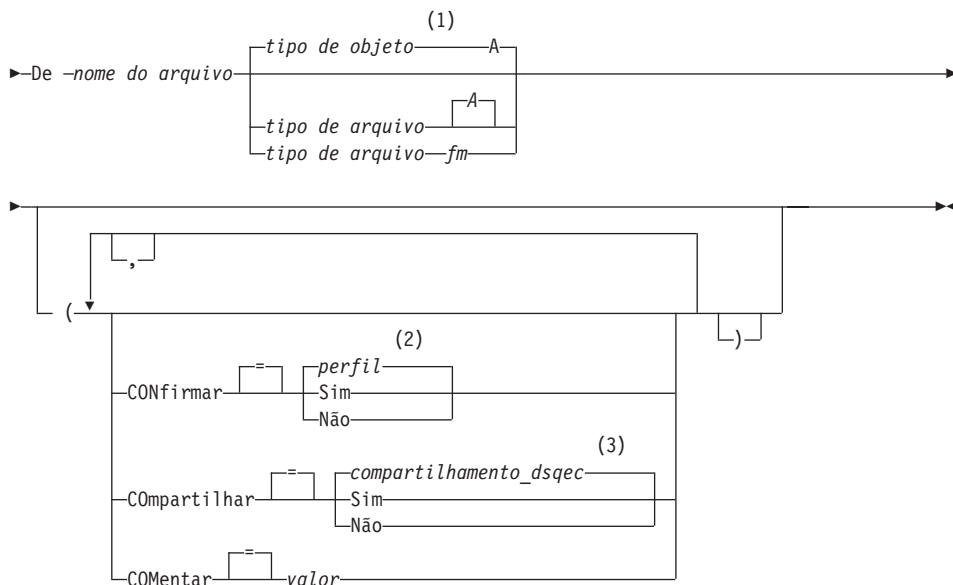 (1)
tipo de objeto A
De nome do arquivo
A
tipo de arquivo
tipo de arquivo fm
,
(
)
(2)
perfil
CONfirmar = Sim
Não
(3)
compartilhamento_dsqec
COmpartilhar = Sim
Não
COMentar = valor